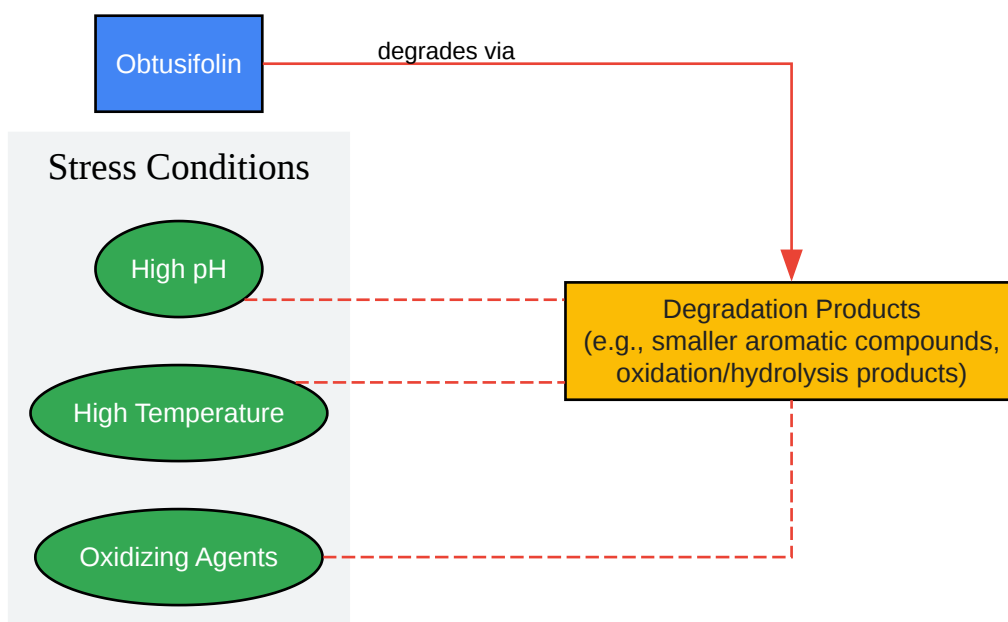 Obtusifolin
degrades via
Stress Conditions
High pH
High Temperature
Oxidizing Agents
Degradation Products
(e.g., smaller aromatic compounds,
oxidation/hydrolysis products)